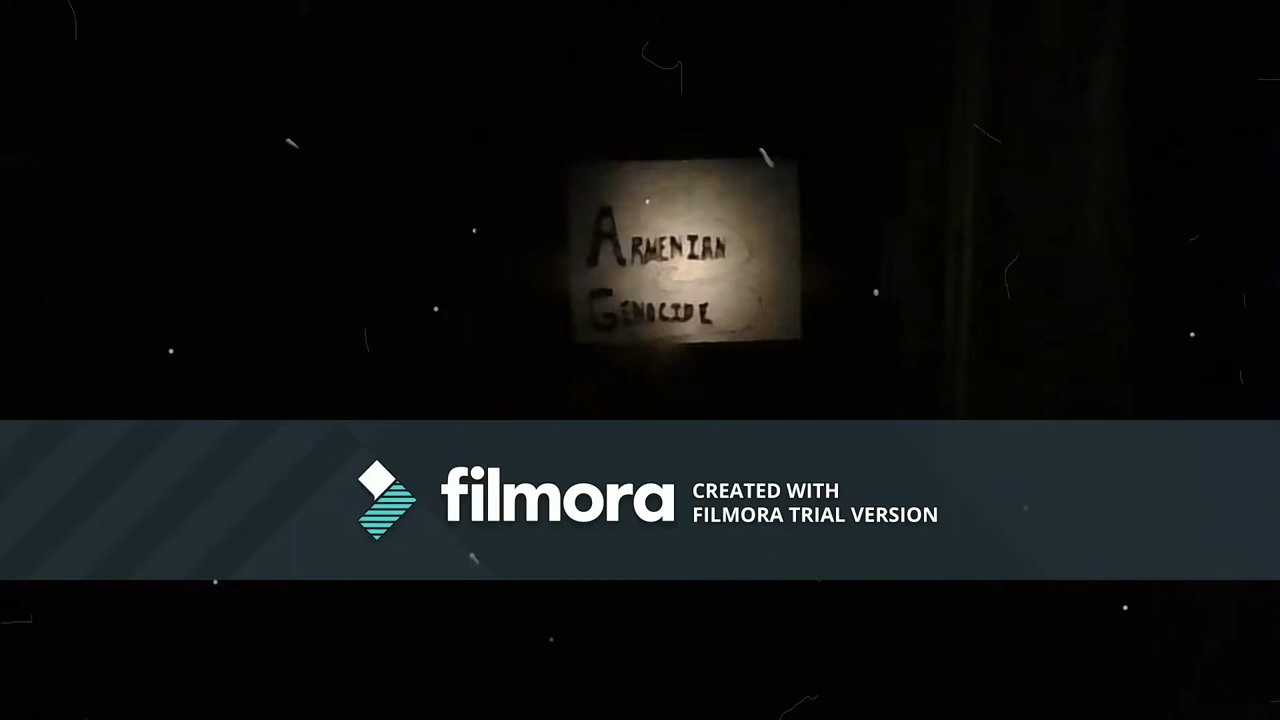 ARMENIAN
GENOCIDE
filmora
CREATED WITH
FILMORA TRIAL VERSION